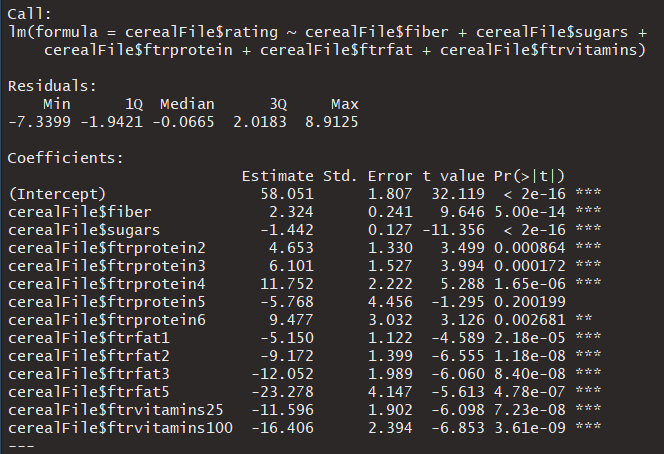 Call:
lm(formula = cerealFile$rating ~ cerealFile$fiber + cerealFile$sugars +
    cerealFile$ftrprotein + cerealFile$ftrfat + cerealFile$ftrvitamins)
Residuals:
    Min      1Q  Median      3Q     Max
-7.3399 -1.9421 -0.0665  2.0183  8.9125
Coefficients:
                         Estimate Std. Error t value Pr(>|t|)
(Intercept)                58.051      1.807  32.119  < 2e-16 ***
cerealFile$fiber            2.324      0.241   9.646 5.00e-14 ***
cerealFile$sugars          -1.442      0.127 -11.356  < 2e-16 ***
cerealFile$ftrprotein2      4.653      1.330   3.499 0.000864 ***
cerealFile$ftrprotein3      6.101      1.527   3.994 0.000172 ***
cerealFile$ftrprotein4     11.752      2.222   5.288 1.65e-06 ***
cerealFile$ftrprotein5     -5.768      4.456  -1.295 0.200199
cerealFile$ftrprotein6      9.477      3.032   3.126 0.002681 **
cerealFile$ftrfat1         -5.150      1.122  -4.589 2.18e-05 ***
cerealFile$ftrfat2         -9.172      1.399  -6.555 1.18e-08 ***
cerealFile$ftrfat3        -12.052      1.989  -6.060 8.40e-08 ***
cerealFile$ftrfat5        -23.278      4.147  -5.613 4.78e-07 ***
cerealFile$ftrvitamins25  -11.596      1.902  -6.098 7.23e-08 ***
cerealFile$ftrvitamins100 -16.406      2.394  -6.853 3.61e-09 ***
---